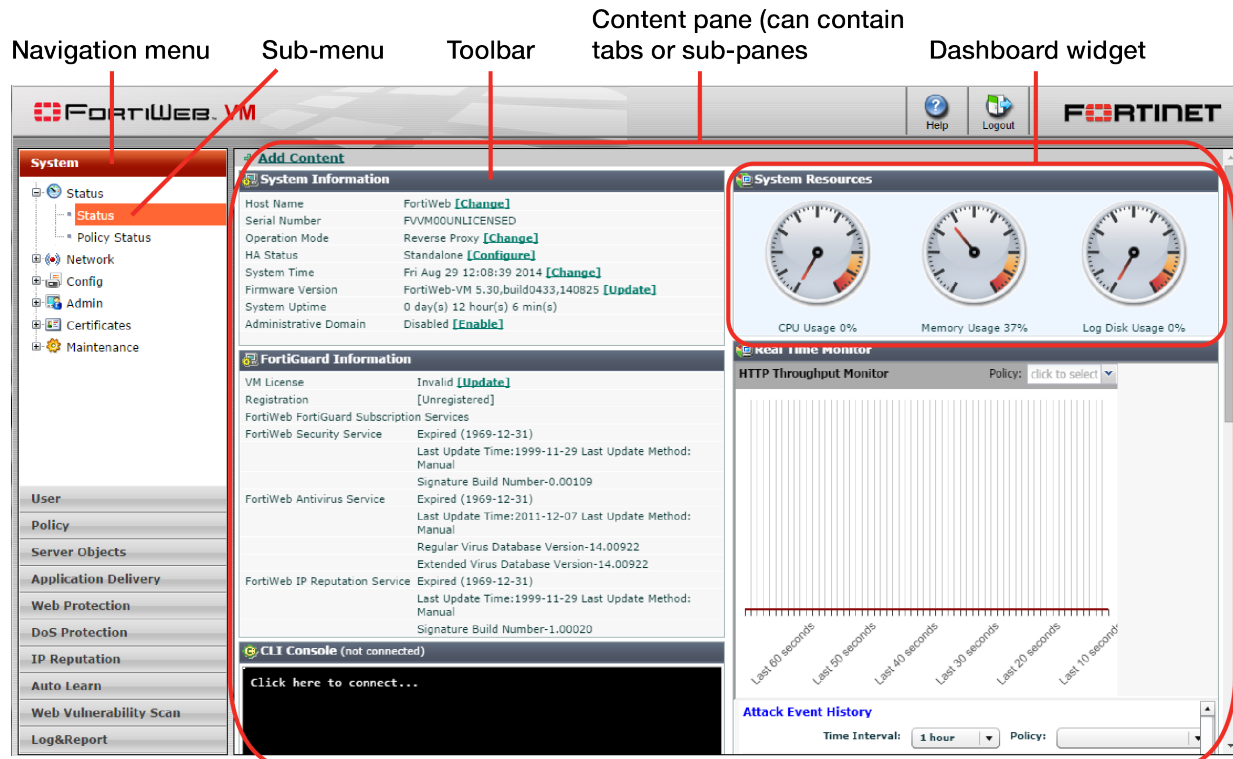 Content pane (can contain
tabs or sub-panes
Navigation menu
Sub-menu
Toolbar
Dashboard widget
FORTIWEB VM
Help
Logout
FORTINET
System
Status
Status
Policy Status
Network
Config
Admin
Certificates
Maintenance
User
Policy
Server Objects
Application Delivery
Web Protection
DoS Protection
IP Reputation
Auto Learn
Web Vulnerability Scan
Log&Report
Add Content
System Information
Host Name FortiWeb [Change]
Serial Number FVVM00UNLICENSED
Operation Mode Reverse Proxy [Change]
HA Status Standalone [Configure]
System Time Fri Aug 29 12:08:39 2014 [Change]
Firmware Version FortiWeb-VM 5.30,build0433,140825 [Update]
System Uptime 0 day(s) 12 hour(s) 6 min(s)
Administrative Domain Disabled [Enable]
FortiGuard Information
VM License Invalid [Update]
Registration [Unregistered]
FortiWeb FortiGuard Subscription Services
FortiWeb Security Service Expired (1969-12-31)
Last Update Time:1999-11-29 Last Update Method:
Manual
Signature Build Number-0.00109
FortiWeb Antivirus Service Expired (1969-12-31)
Last Update Time:2011-12-07 Last Update Method:
Manual
Regular Virus Database Version-14.00922
Extended Virus Database Version-14.00922
FortiWeb IP Reputation Service Expired (1969-12-31)
Last Update Time:1999-11-29 Last Update Method:
Manual
Signature Build Number-1.00020
CLI Console (not connected)
Click here to connect...
System Resources
CPU Usage 0%
Memory Usage 37%
Log Disk Usage 0%
Real Time Monitor
HTTP Throughput Monitor Policy: click to select
Last 60 seconds
Last 50 seconds
Last 40 seconds
Last 30 seconds
Last 20 seconds
Last 10 second
Attack Event History
Time Interval: 1 hour Policy: